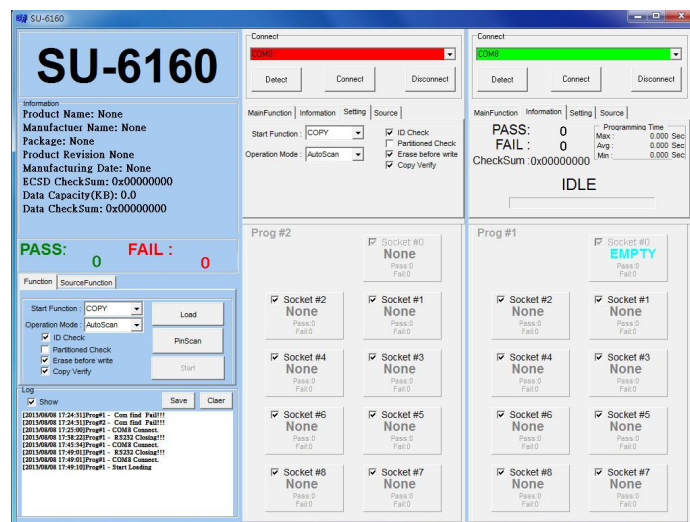 SU-6160
SU-6160
Information
Product Name: None
Manufactuer Name: None
Package: None
Product Revision None
Manufacturing Date: None
ECSD CheckSum: 0x00000000
Data Capacity(KB): 0.0
Data CheckSum: 0x00000000
PASS: 0 FAIL : 0
Function SourceFunction
Start Function : COPY
Operation Mode : AutoScan
ID Check
Partitioned Check
Erase before write
Copy Verify
Load
PinScan
Start
Log
Show Save Claer
[2013/08/08 17:24:31]Prog#1 - Com find Fail!!!
[2013/08/08 17:24:31]Prog#2 - Com find Fail!!!
[2013/08/08 17:25:00]Prog#1 - COM8 Connect.
[2013/08/08 17:38:22]Prog#1 - RS232 Closing!!!
[2013/08/08 17:45:34]Prog#1 - COM8 Connect.
[2013/08/08 17:49:01]Prog#1 - RS232 Closing!!!
[2013/08/08 17:49:01]Prog#1 - COM8 Connect.
[2013/08/08 17:49:10]Prog#1 - Start Loading
Connect
COM8
Detect Connect Disconnect
MainFunction Information Setting Source
Start Function : COPY
Operation Mode : AutoScan
ID Check
Partitioned Check
Erase before write
Copy Verify
Prog #2
Socket #0
None
Pass:0
Fail:0
Socket #2 Socket #1
None None
Pass:0 Pass:0
Fail:0 Fail:0
Socket #4 Socket #3
None None
Pass:0 Pass:0
Fail:0 Fail:0
Socket #6 Socket #5
None None
Pass:0 Pass:0
Fail:0 Fail:0
Socket #8 Socket #7
None None
Pass:0 Pass:0
Fail:0 Fail:0
Connect
COM8
Detect Connect Disconnect
MainFunction Information Setting Source
PASS: 0
FAIL : 0
CheckSum :0x00000000
Programming Time
Max : 0.000 Sec
Avg : 0.000 Sec
Min : 0.000 Sec
IDLE
Prog #1
Socket #0
EMPTY
Pass:0
Fail:0
Socket #2 Socket #1
None None
Pass:0 Pass:0
Fail:0 Fail:0
Socket #4 Socket #3
None None
Pass:0 Pass:0
Fail:0 Fail:0
Socket #6 Socket #5
None None
Pass:0 Pass:0
Fail:0 Fail:0
Socket #8 Socket #7
None None
Pass:0 Pass:0
Fail:0 Fail:0